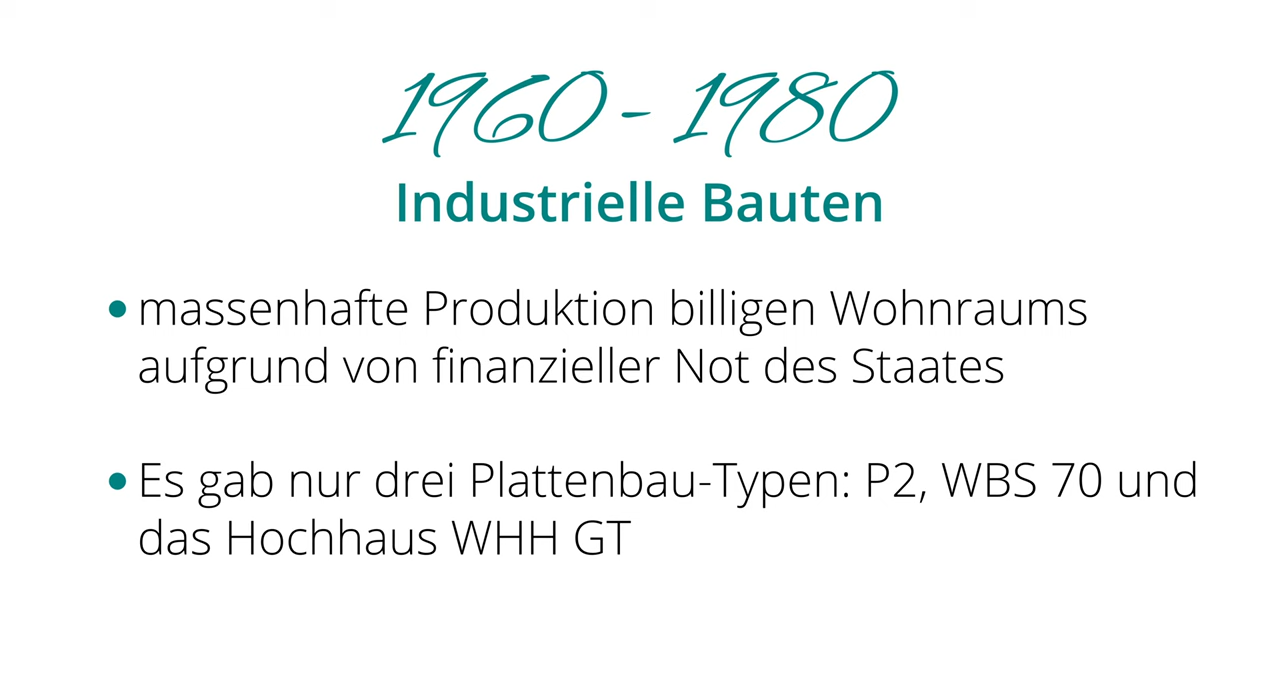 1960 - 1980
Industrielle Bauten
• massenhafte Produktion billigen Wohnraums
aufgrund von finanzieller Not des Staates
• Es gab nur drei Plattenbau-Typen: P2, WBS 70 und
das Hochhaus WHH GT